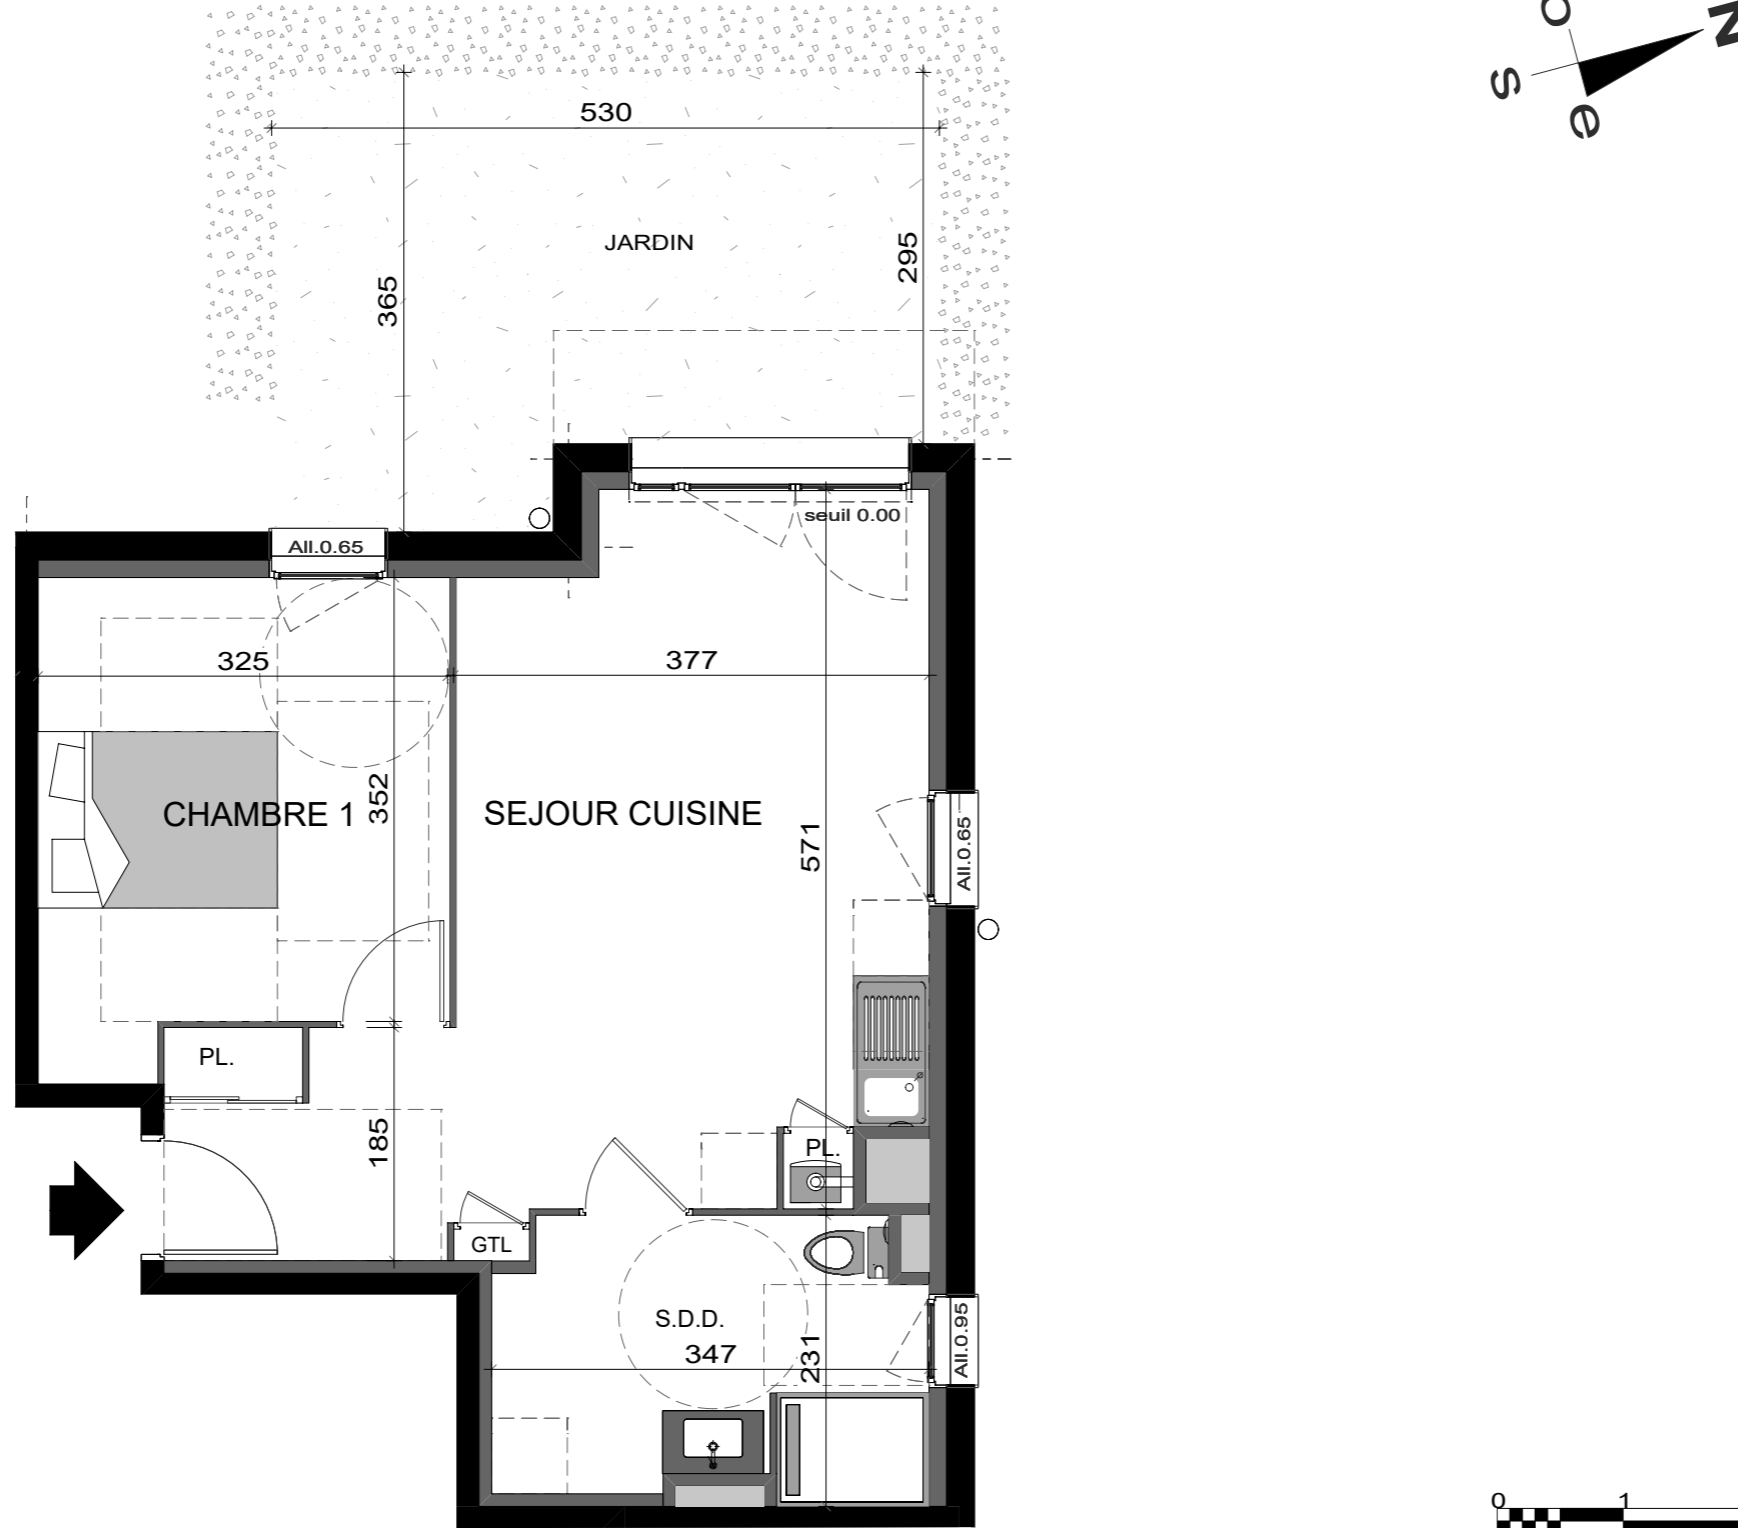 O
N
S
e
530
JARDIN
365
295
seuil 0.00
All.0.65
325
377
CHAMBRE 1
352
SEJOUR CUISINE
571
All.0.65
PL.
185
PL.
GTL
S.D.D.
347
231
All.0.95
0
1